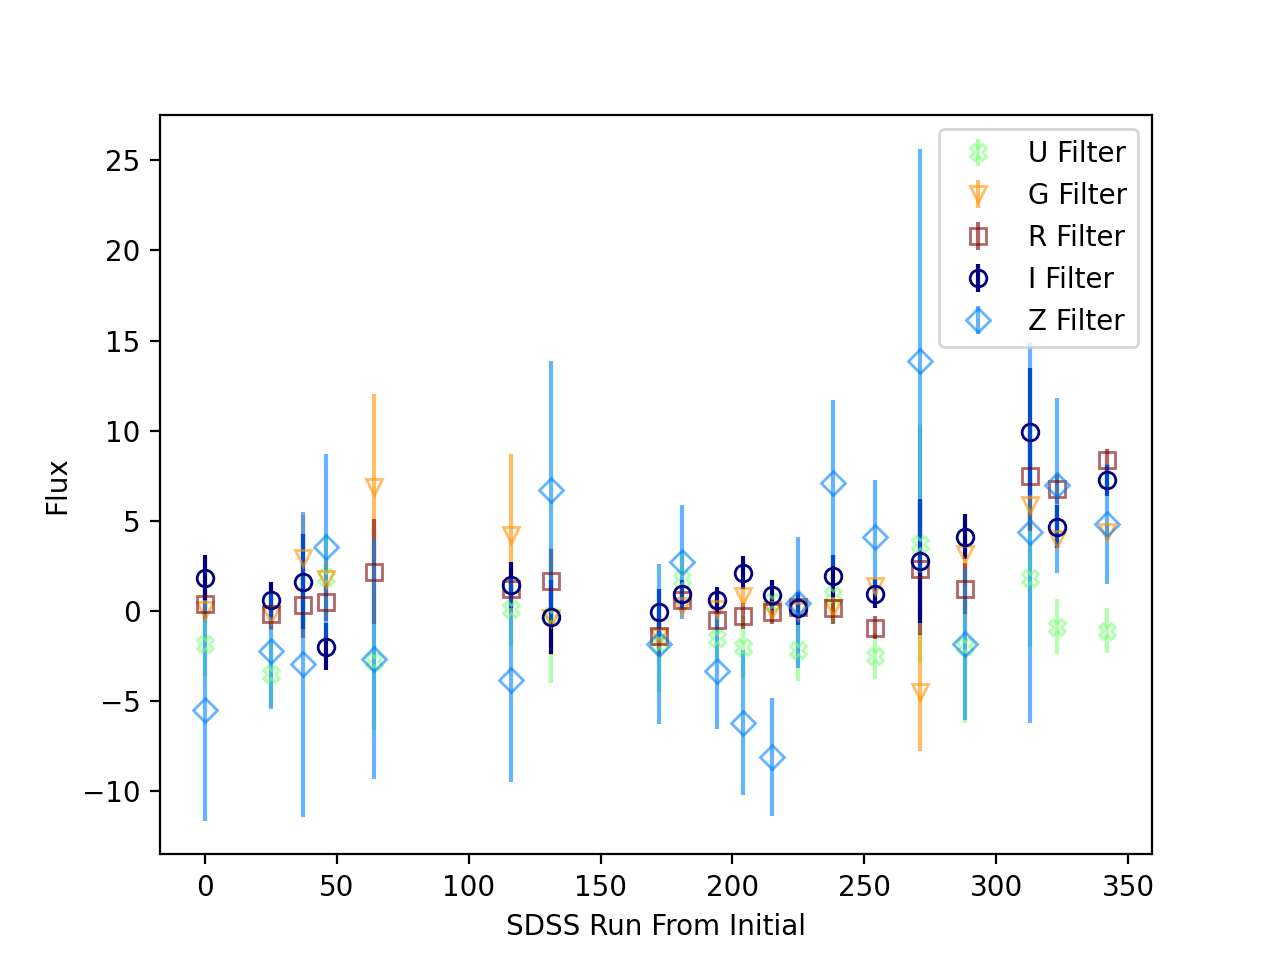 25
20
15
10
5
0
−5
−10
Flux
0 50 100 150 200 250 300 350
SDSS Run From Initial
U Filter
G Filter
R Filter
I Filter
Z Filter